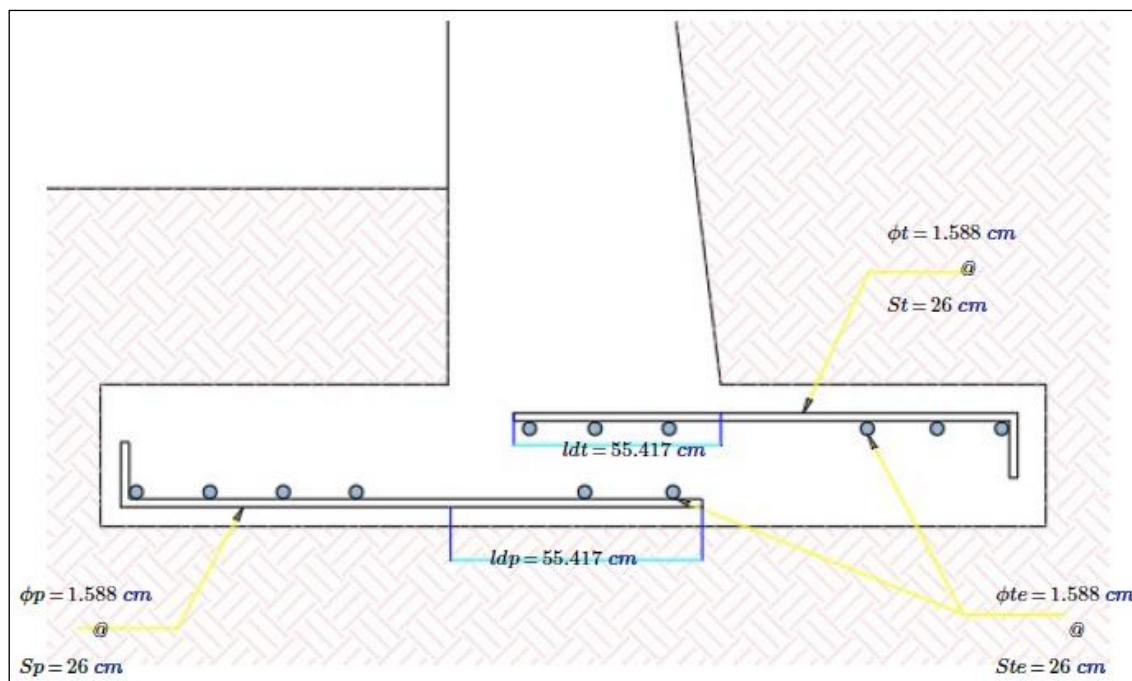 ϕt = 1.588 cm
@
St = 26 cm
ldt = 55.417 cm
ldp = 55.417 cm
ϕp = 1.588 cm
@
Sp = 26 cm
ϕte = 1.588 cm
@
Ste = 26 cm